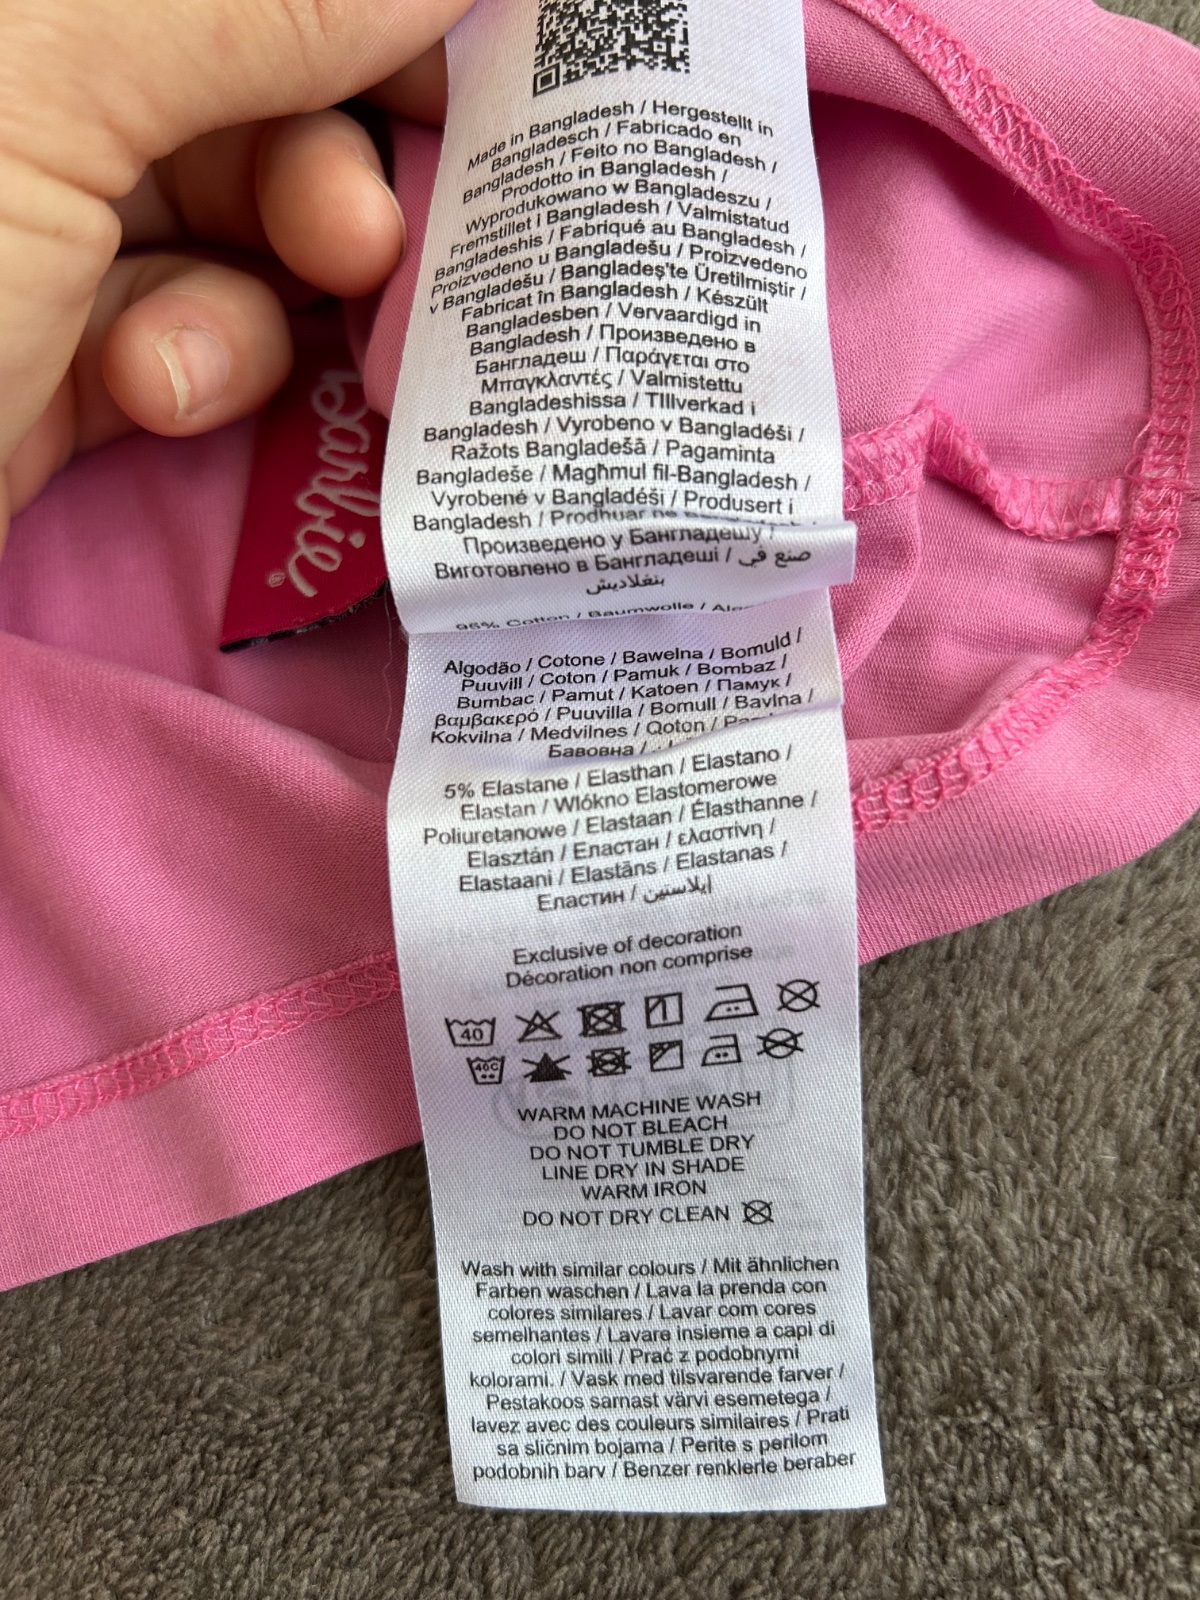 Made in Bangladesh / Hergestellt in
Bangladesch / Fabricado en
Bangladesh / Feito no Bangladesh /
Prodotto in Bangladesh /
Wyprodukowano w Bangladeszu /
Fremstillet i Bangladesh / Valmistatud
Bangladeshis / Fabriqué au Bangladesh /
Proizvedeno u Bangladešu / Proizvedeno
v Bangladešu / Bangladeş'te Üretilmiştir /
Fabricat în Bangladesh / Készült
Bangladesben / Vervaardigd in
Bangladesh / Произведено в
Бангладеш / Παράγεται στο
Μπαγκλαντές / Valmistettu
Bangladeshissa / Tillverkad i
Bangladesh / Vyrobeno v Bangladéši /
Ražots Bangladešā / Pagaminta
Bangladeše / Magħmul fil-Bangladesh /
Vyrobené v Bangladéši / Produsert i
Bangladesh / Prodhuar
Произведено у Бангладешу /
Виготовлено в Бангладеші / صنع في
بنغلاديش
Barbie
®
95% Cotton / Baumwolle /
Algodão / Cotone / Bawelna / Bomuld /
Puuvill / Coton / Pamuk / Bombaz /
Bumbac / Pamut / Katoen / Памук /
βαμβακερό / Puuvilla / Bomull / Bavlna /
Kokvilna / Medvilnes / Qoton /
Бавовна /
5% Elastane / Elasthan / Elastano /
Elastan / Wlókno Elastomerowe
Poliuretanowe / Elastaan / Élasthanne /
Elasztán / Еластан / ελαστίνη /
Elastaani / Elastāns / Elastanas /
Еластин / إيلاستين
Exclusive of decoration
Décoration non comprise
40
40C
WARM MACHINE WASH
DO NOT BLEACH
DO NOT TUMBLE DRY
LINE DRY IN SHADE
WARM IRON
DO NOT DRY CLEAN
Wash with similar colours / Mit ähnlichen
Farben waschen / Lava la prenda con
colores similares / Lavar com cores
semelhantes / Lavare insieme a capi di
colori simili / Prać z podobnymi
kolorami. / Vask med tilsvarende farver /
Pestakoos sarnast värvi esemetega /
lavez avec des couleurs similaires / Prati
sa sličnim bojama / Perite s perilom
podobnih barv / Benzer renklerle beraber